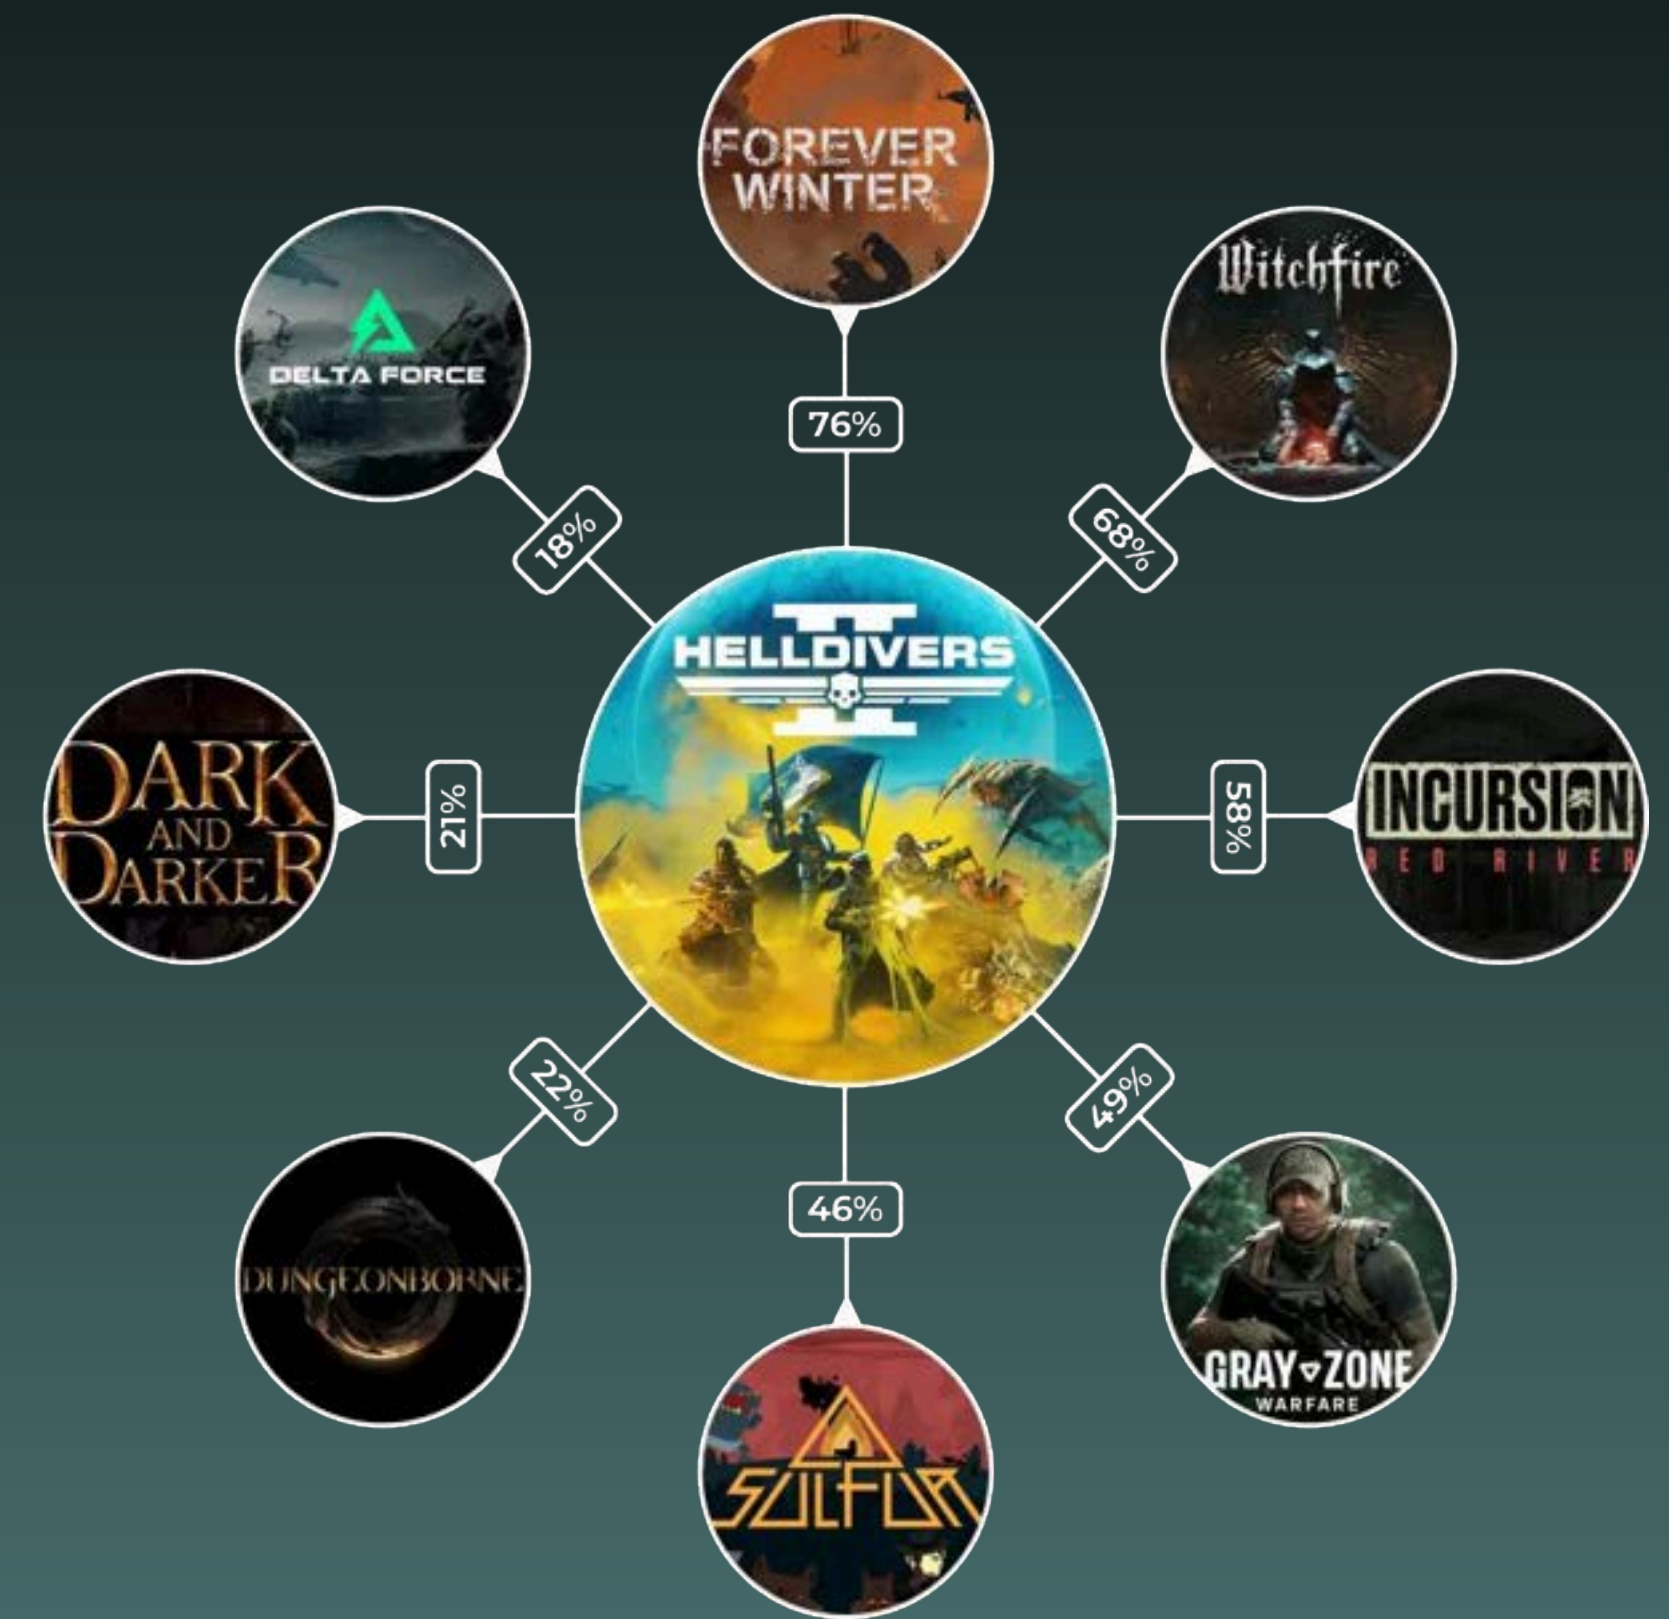 FOREVER
WINTER
Witchfire
DELTA FORCE
76%
18%
68%
II
HELLDIVERS
DARK
AND
DARKER
21%
58%
INCURSION
RED RIVER
22%
49%
46%
DUNGEONBORNE
GRAY ZONE
WARFARE
SULFUR